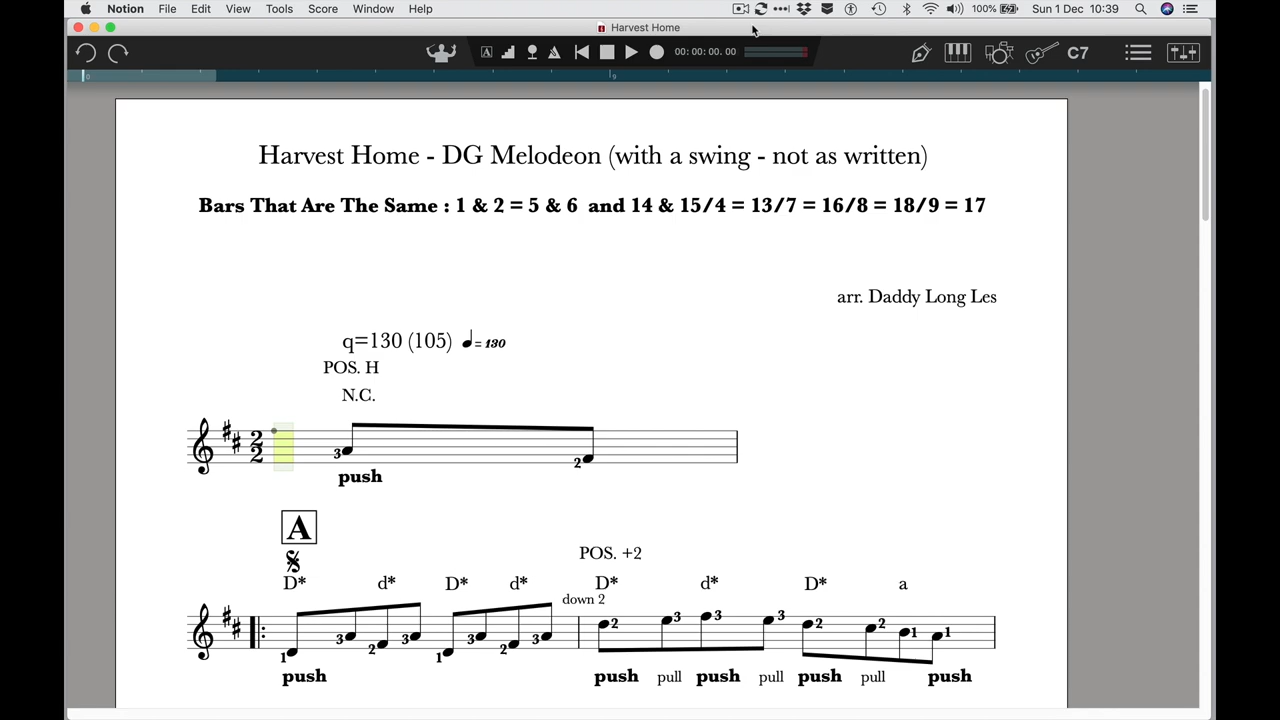 Notion File Edit View Tools Score Window Help 100% Sun 1 Dec 10:39
Harvest Home
A 00:00:00.00 C7
0 9
Harvest Home - DG Melodeon (with a swing - not as written)
Bars That Are The Same : 1 & 2 = 5 & 6 and 14 & 15/4 = 13/7 = 16/8 = 18/9 = 17
arr. Daddy Long Les
q=130 (105) = 130
POS. H
N.C.
2
2
3 2
push
A
POS. +2
D* d* D* d* D* d* D* a
down 2
1 3 2 3 1 3 2 3 2 3 3 3 2 2 1 1
push push pull push pull push pull push